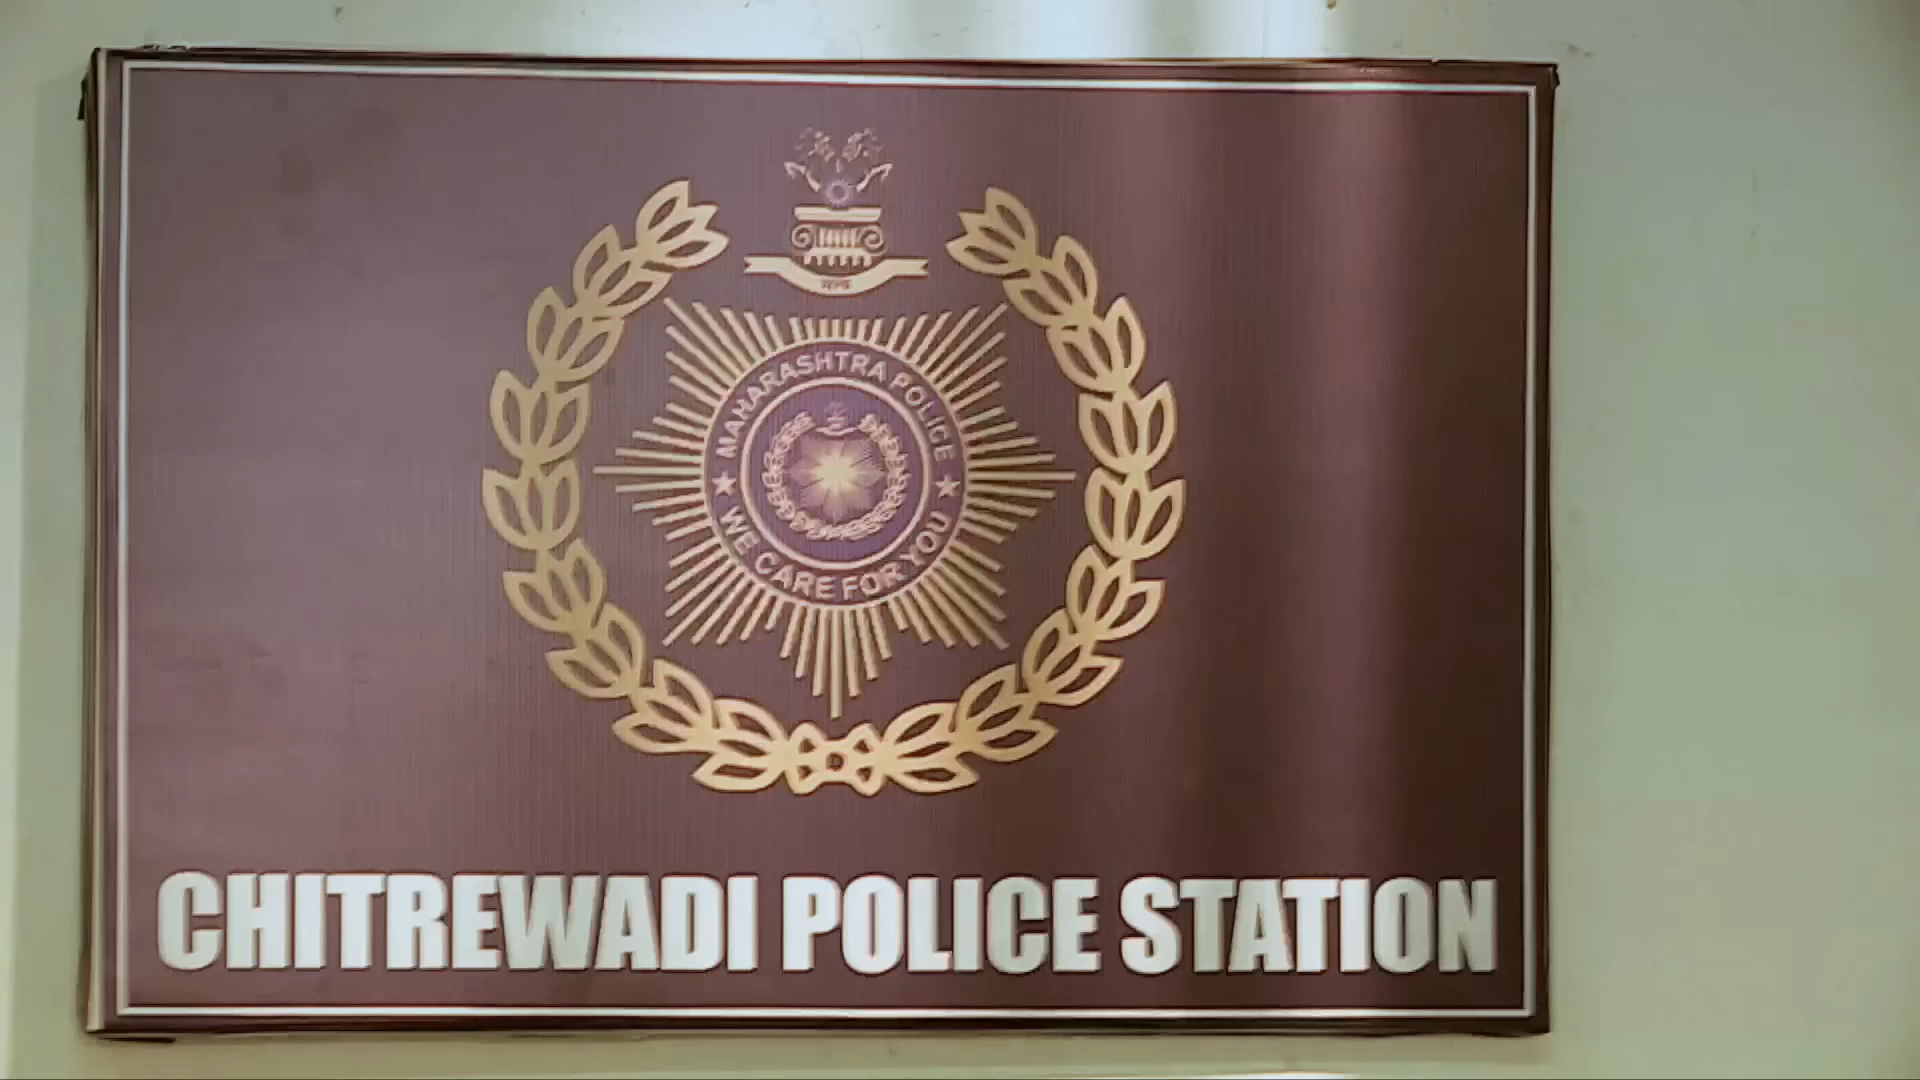 MAHARASHTRA POLICE
WE CARE FOR YOU
CHITREWADI POLICE STATION